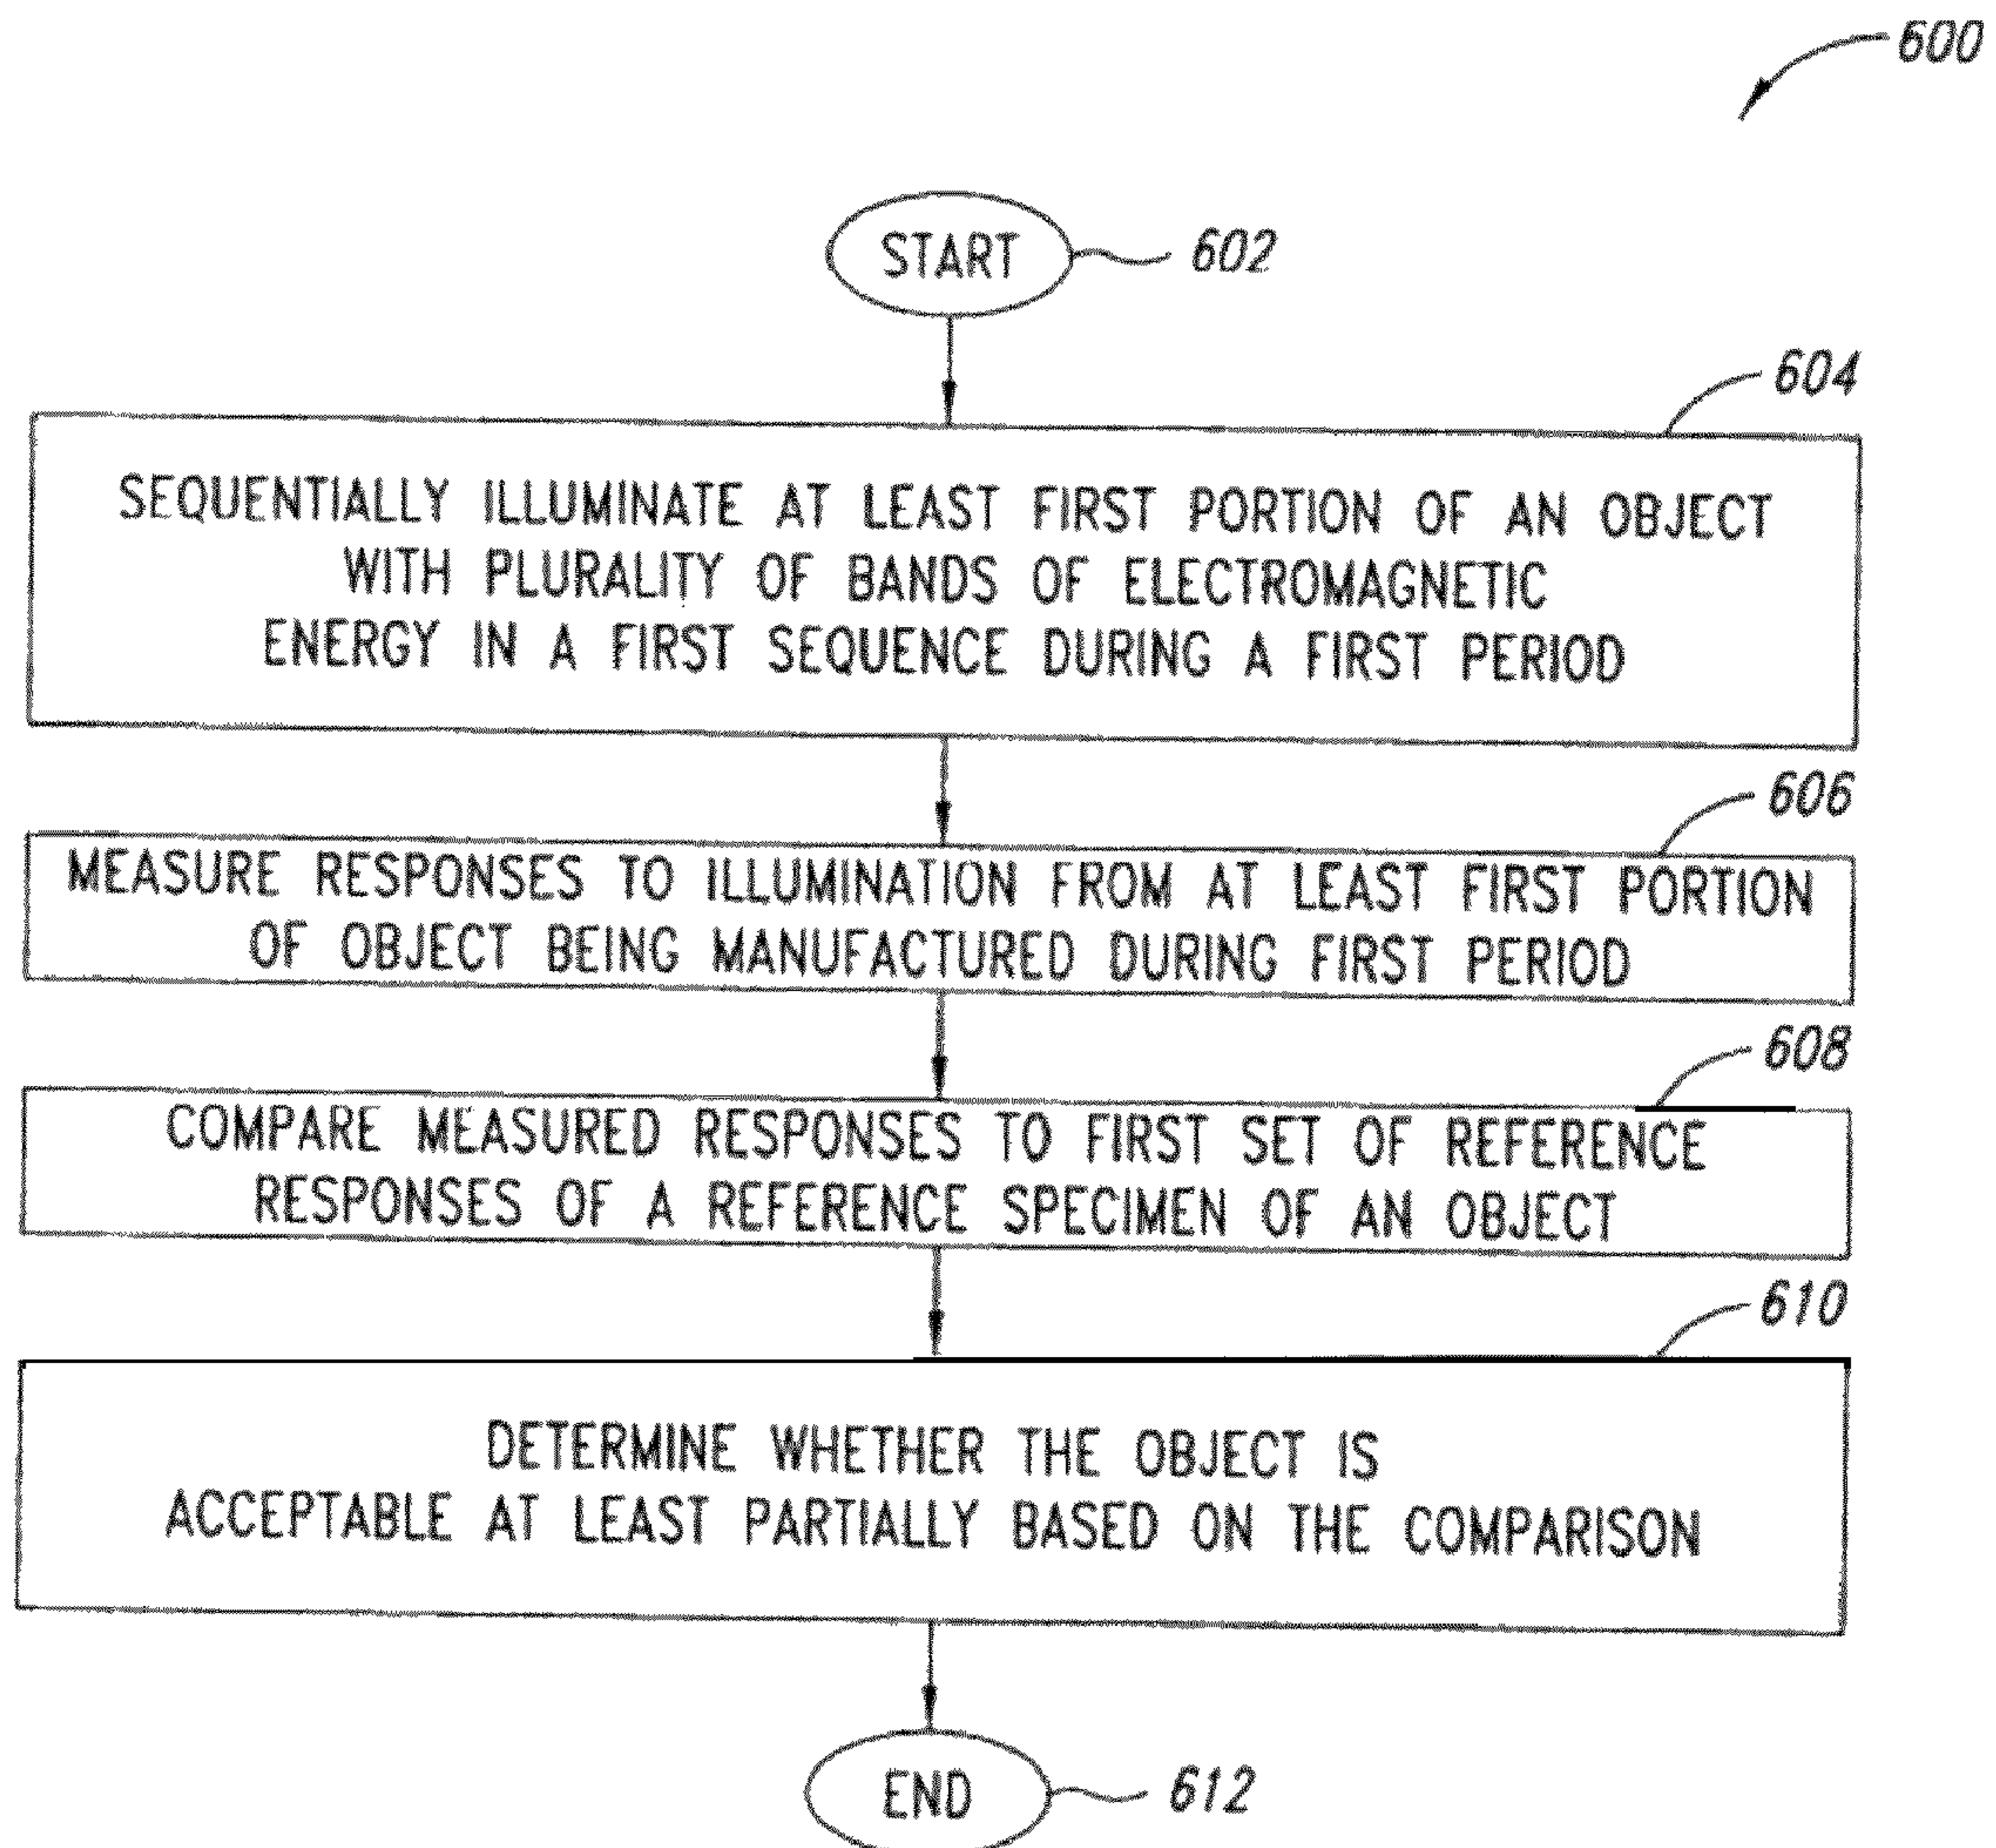 600
START
602
604
SEQUENTIALLY ILLUMINATE AT LEAST FIRST PORTION OF AN OBJECT
WITH PLURALITY OF BANDS OF ELECTROMAGNETIC
ENERGY IN A FIRST SEQUENCE DURING A FIRST PERIOD
606
MEASURE RESPONSES TO ILLUMINATION FROM AT LEAST FIRST PORTION
OF OBJECT BEING MANUFACTURED DURING FIRST PERIOD
608
COMPARE MEASURED RESPONSES TO FIRST SET OF REFERENCE
RESPONSES OF A REFERENCE SPECIMEN OF AN OBJECT
610
DETERMINE WHETHER THE OBJECT IS
ACCEPTABLE AT LEAST PARTIALLY BASED ON THE COMPARISON
END
612